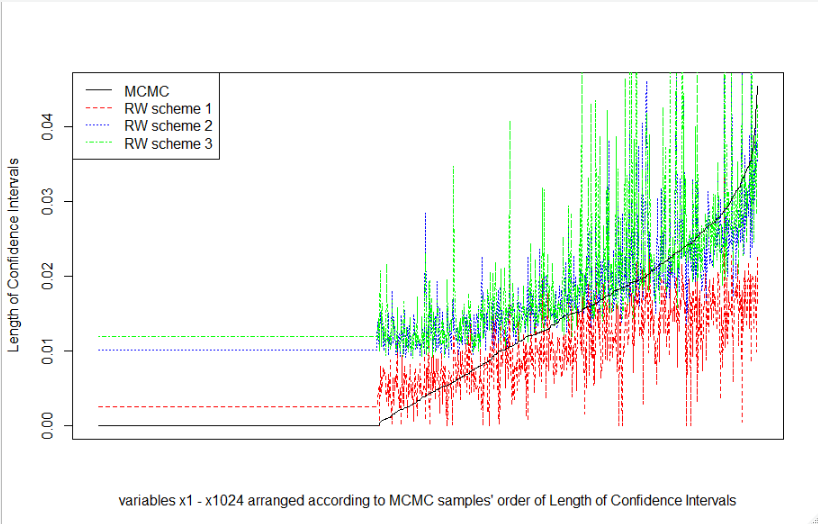 MCMC
RW scheme 1
RW scheme 2
RW scheme 3
Length of Confidence Intervals
0.04
0.03
0.02
0.01
0.00
variables x1 - x1024 arranged according to MCMC samples' order of Length of Confidence Intervals